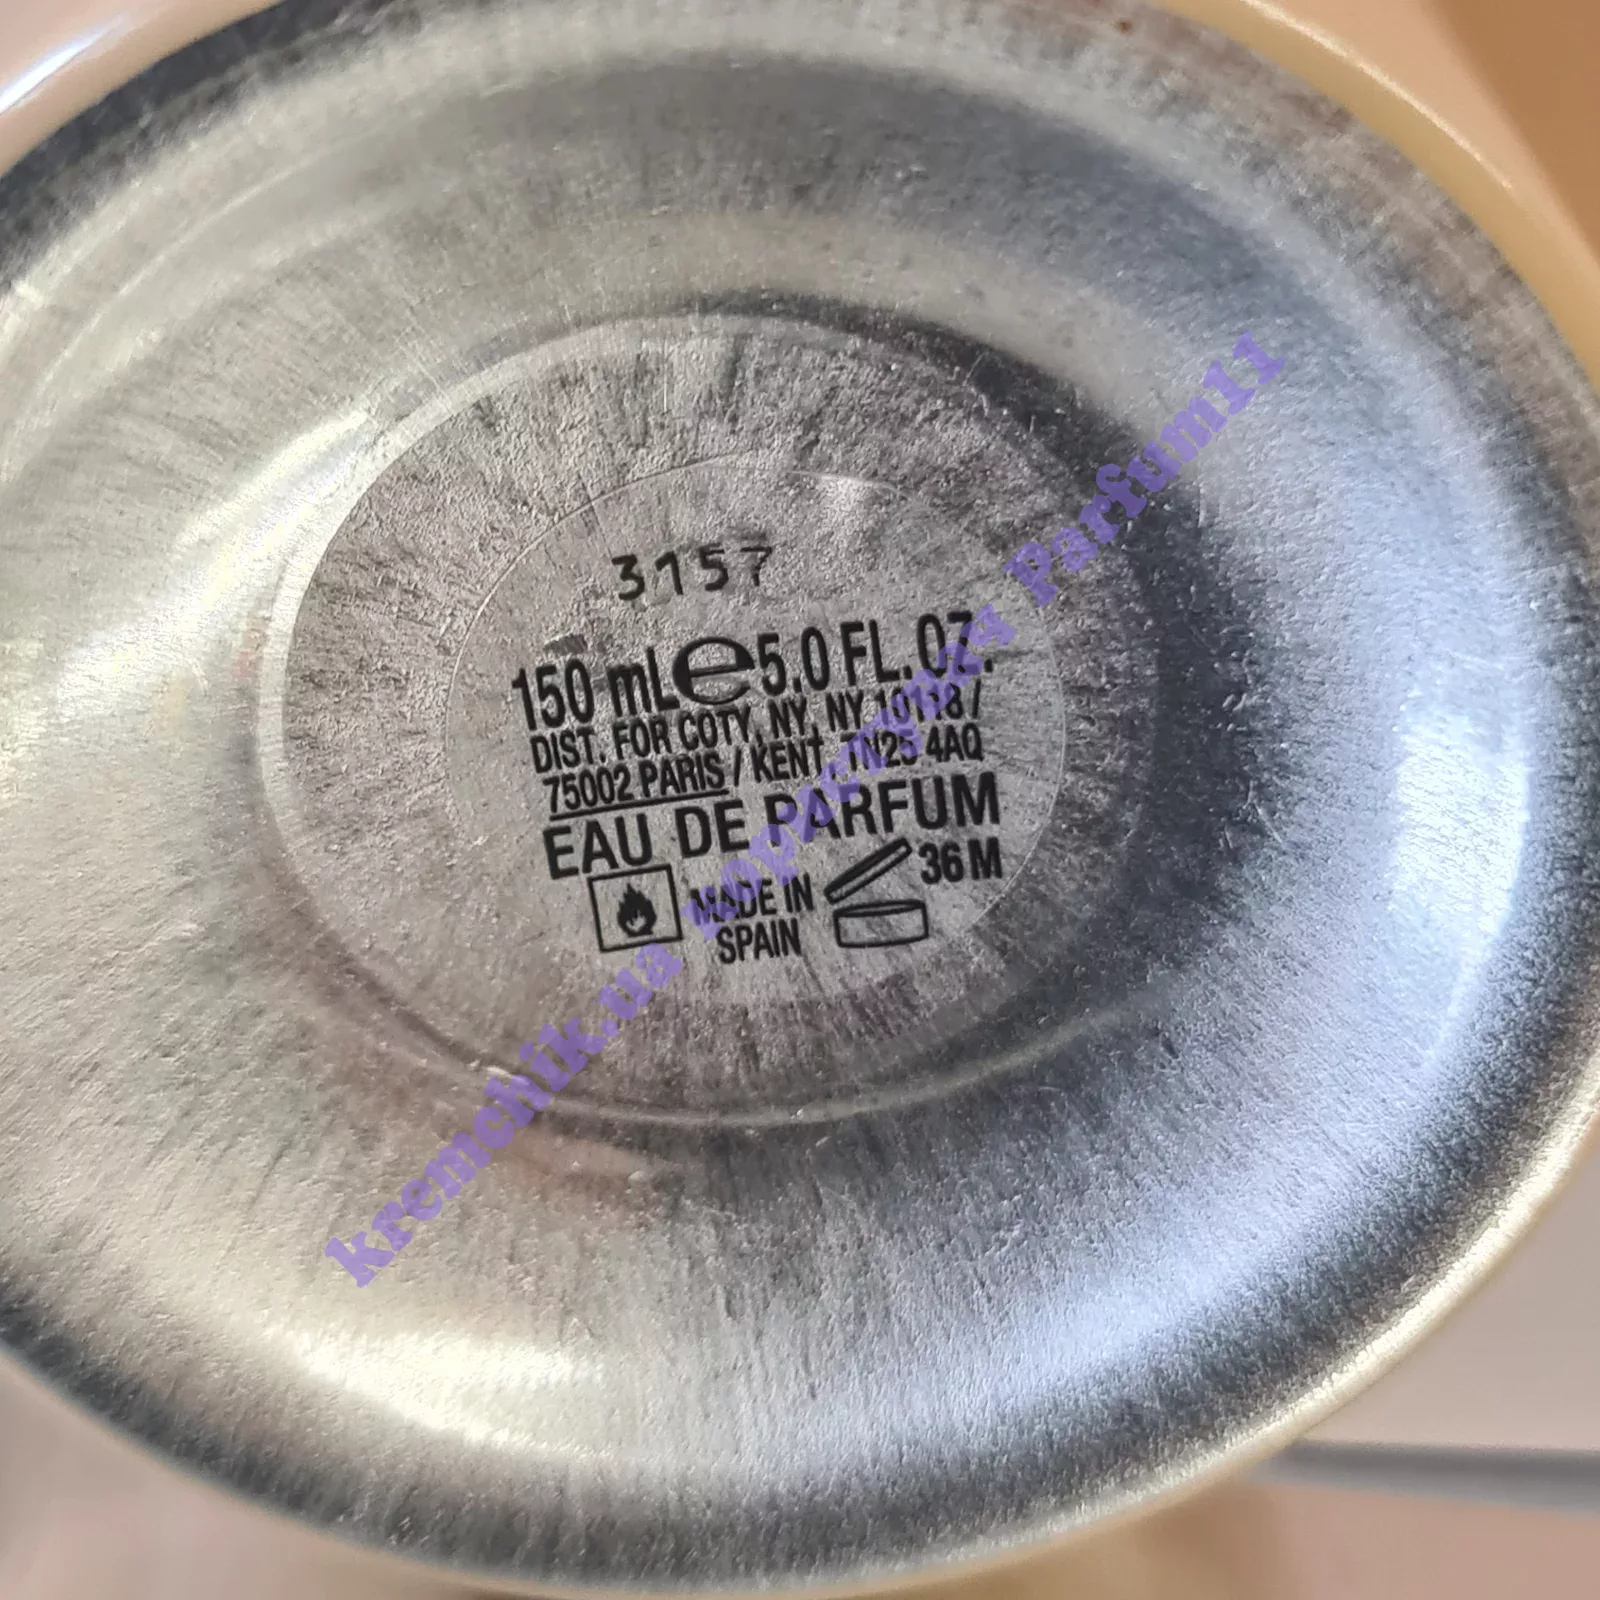 3157
150 mL e 5.0 FL. OZ.
DIST. FOR COTY, NY, NY 10118 /
75002 PARIS / KENT, TN25 4AQ
EAU DE PARFUM
36 M
MADE IN
SPAIN
kremchik.ua користувач Parfum11